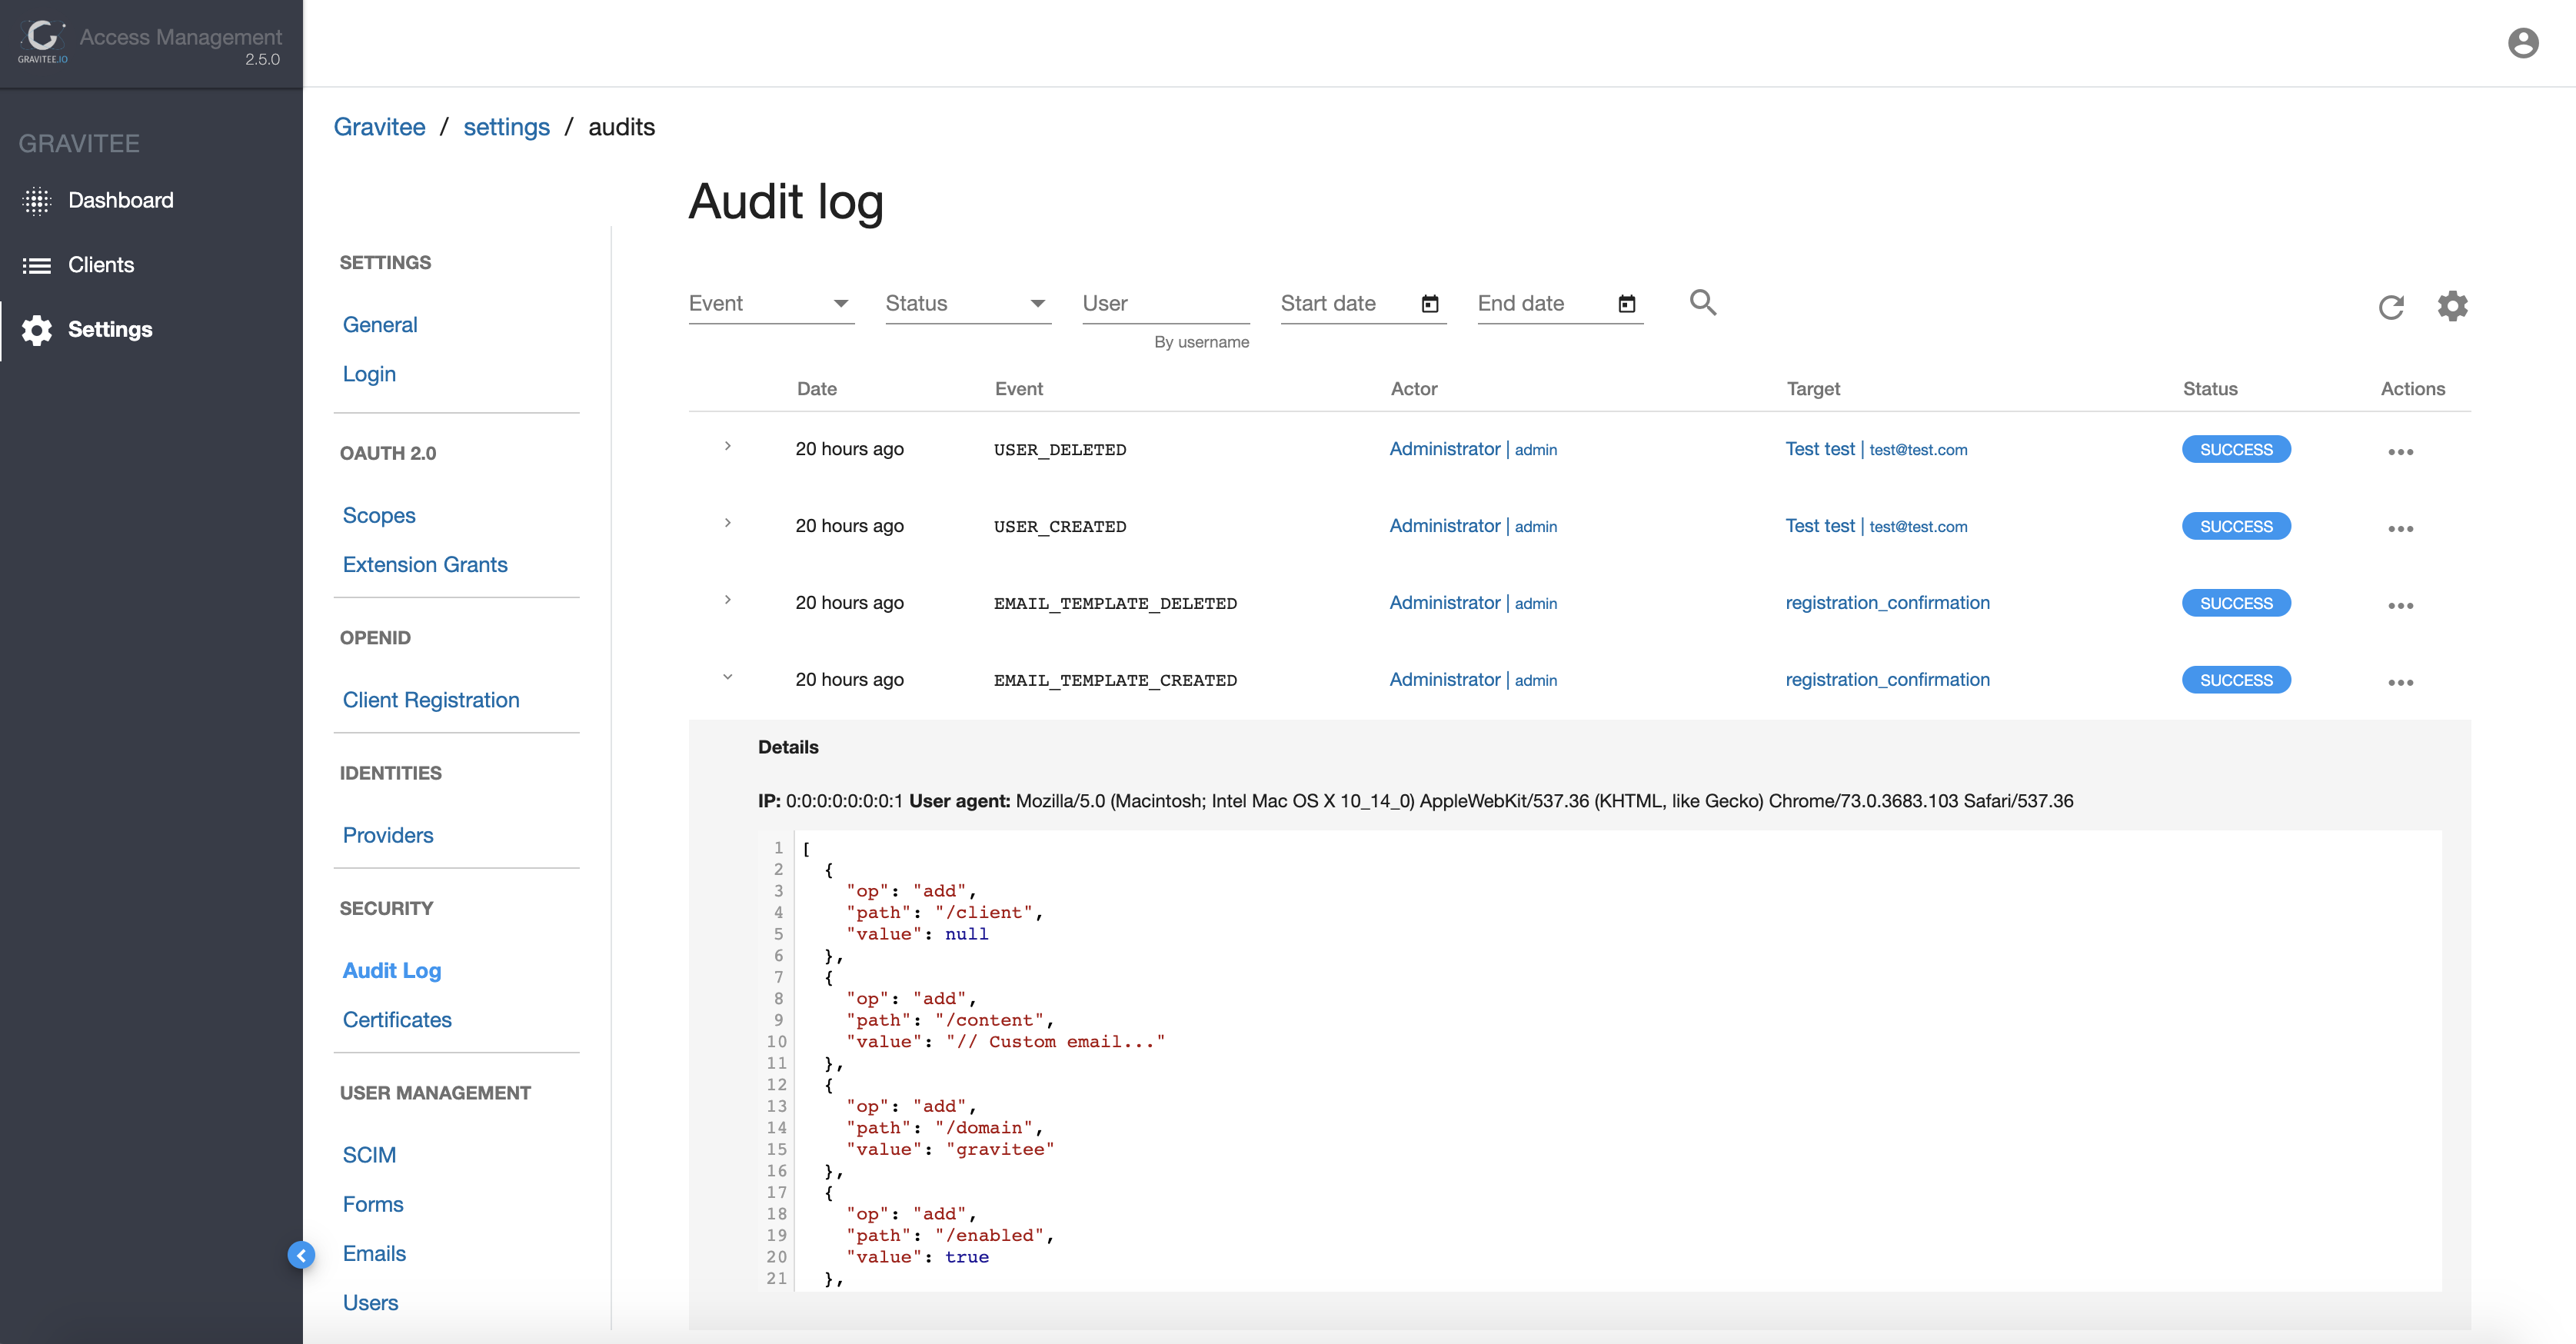 GRAVITEE.IO
Access Management
2.5.0
GRAVITEE
Dashboard
Clients
Settings
Gravitee / settings / audits
SETTINGS
General
Login
OAUTH 2.0
Scopes
Extension Grants
OPENID
Client Registration
IDENTITIES
Providers
SECURITY
Audit Log
Certificates
USER MANAGEMENT
SCIM
Forms
Emails
Users
Audit log
Event Status User Start date End date
By username
Date Event Actor Target Status Actions
20 hours ago USER_DELETED Administrator | admin Test test | test@test.com SUCCESS
20 hours ago USER_CREATED Administrator | admin Test test | test@test.com SUCCESS
20 hours ago EMAIL_TEMPLATE_DELETED Administrator | admin registration_confirmation SUCCESS
20 hours ago EMAIL_TEMPLATE_CREATED Administrator | admin registration_confirmation SUCCESS
Details
IP: 0:0:0:0:0:0:0:1 User agent: Mozilla/5.0 (Macintosh; Intel Mac OS X 10_14_0) AppleWebKit/537.36 (KHTML, like Gecko) Chrome/73.0.3683.103 Safari/537.36
1 [
2 {
3 "op": "add",
4 "path": "/client",
5 "value": null
6 },
7 {
8 "op": "add",
9 "path": "/content",
10 "value": "// Custom email..."
11 },
12 {
13 "op": "add",
14 "path": "/domain",
15 "value": "gravitee"
16 },
17 {
18 "op": "add",
19 "path": "/enabled",
20 "value": true
21 },